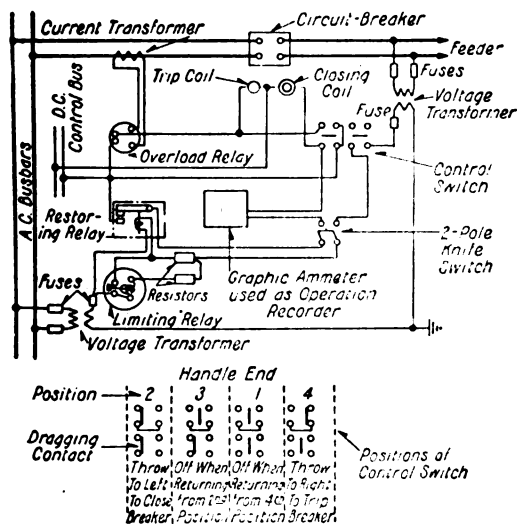 Circuit-Breaker
Current Transformer
Feeder
Trip Coil
Closing
Coil
Fuses
Voltage
Transformer
Fuse
D.C.
Control Bus
A.C. Busbars
Overload Relay
Control
Switch
Restor-
ing Relay
2-Pole
Knife
Switch
Graphic Ammeter
used as Operation
Recorder
Resistors
Fuses
Limiting Relay
Voltage Transformer
Handle End
Position 2 3 1 4
Dragging
Contact
Positions of
Control Switch
Throw Off When Off When Throw
To Left Returning Returning To Right
To Close from from 4th To Trip
Breaker Position Position Breaker